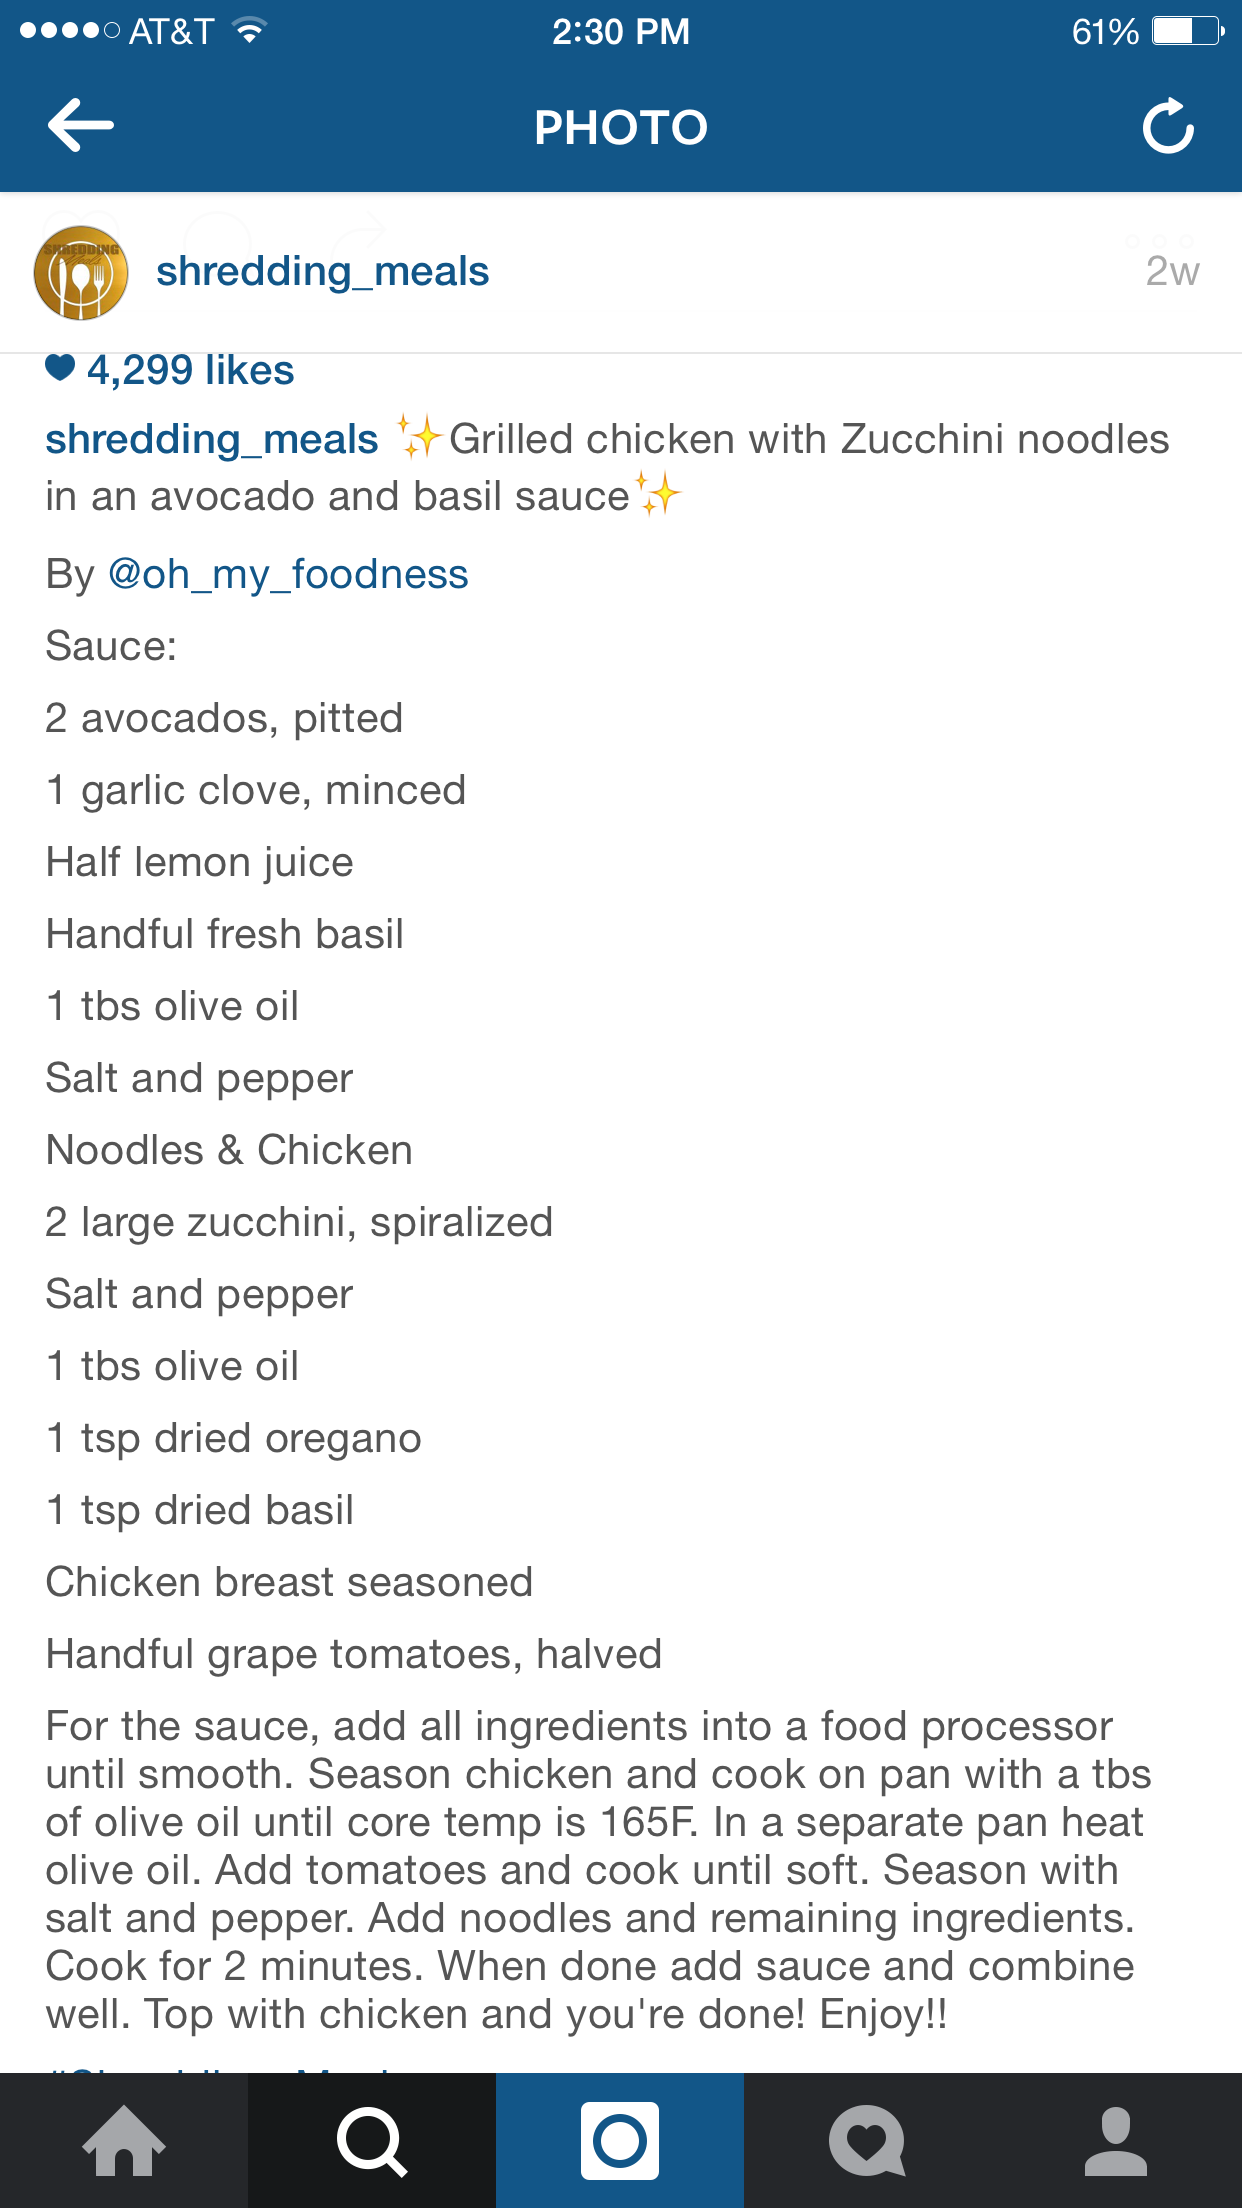 AT&T 2:30 PM 61%
PHOTO
SHREDDING
shredding_meals 2w
4,299 likes
shredding_meals ✨Grilled chicken with Zucchini noodles
in an avocado and basil sauce✨
By @oh_my_foodness
Sauce:
2 avocados, pitted
1 garlic clove, minced
Half lemon juice
Handful fresh basil
1 tbs olive oil
Salt and pepper
Noodles & Chicken
2 large zucchini, spiralized
Salt and pepper
1 tbs olive oil
1 tsp dried oregano
1 tsp dried basil
Chicken breast seasoned
Handful grape tomatoes, halved
For the sauce, add all ingredients into a food processor
until smooth. Season chicken and cook on pan with a tbs
of olive oil until core temp is 165F. In a separate pan heat
olive oil. Add tomatoes and cook until soft. Season with
salt and pepper. Add noodles and remaining ingredients.
Cook for 2 minutes. When done add sauce and combine
well. Top with chicken and you're done! Enjoy!!